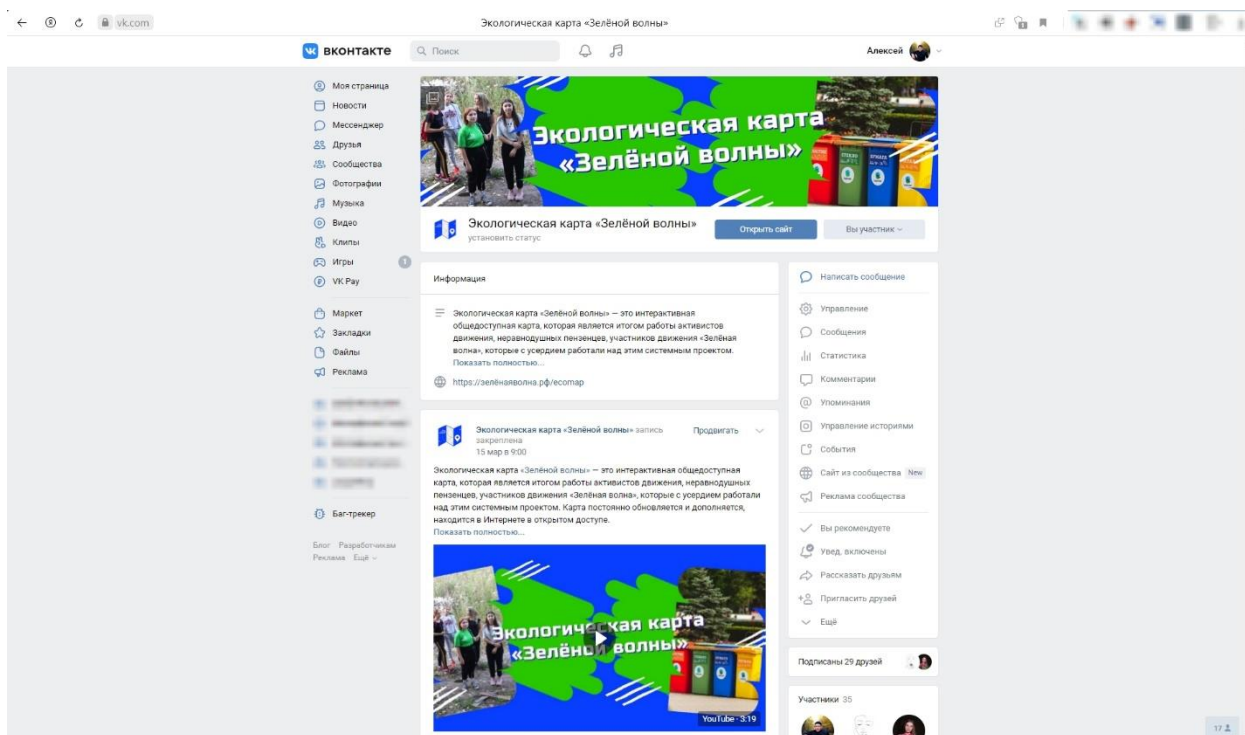 vk.com
Экологическая карта «Зелёной волны»
вконтакте
Поиск
Алексей
Моя страница
Новости
Мессенджер
Друзья
Сообщества
Фотографии
Музыка
Видео
Клипы
Игры
1
VK Pay
Маркет
Закладки
Файлы
Реклама
Баг-трекер
Блог Разработчикам
Реклама Ещё
Экологическая карта
«Зелёной волны»
Экологическая карта «Зелёной волны»
установить статус
Открыть сайт
Вы участник
Информация
Экологическая карта «Зелёной волны» — это интерактивная
общедоступная карта, которая является итогом работы активистов
движения, неравнодушных пензенцев, участников движения «Зелёная
волна», которые с усердием работали над этим системным проектом.
Показать полностью...
https://зелёнаяволна.рф/ecomap
Экологическая карта «Зелёной волны» запись
закреплена
15 мар в 9:00
Продвигать
Экологическая карта «Зелёной волны» — это интерактивная общедоступная
карта, которая является итогом работы активистов движения, неравнодушных
пензенцев, участников движения «Зелёная волна», которые с усердием работали
над этим системным проектом. Карта постоянно обновляется и дополняется,
находится в Интернете в открытом доступе.
Показать полностью...
Экологическая карта
«Зелёной волны»
YouTube · 3:19
Написать сообщение
Управление
Сообщения
Статистика
Комментарии
Упоминания
Управление историями
События
Сайт из сообщества New
Реклама сообщества
Вы рекомендуете
Увед. включены
Рассказать друзьям
Пригласить друзей
Ещё
Подписаны 29 друзей
Участники 35
17